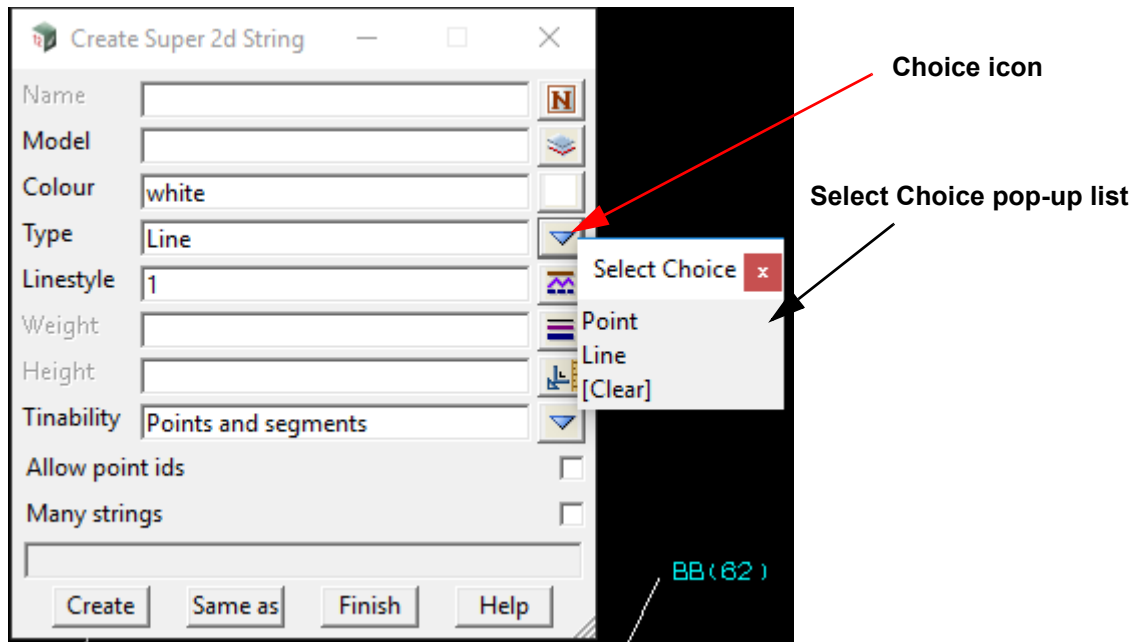 Create Super 2d String
Choice icon
Name
N
Model
Colour white
Select Choice pop-up list
Type Line
Select Choice x
Linestyle 1
Point
Weight
Line
Height
[Clear]
Tinability Points and segments
Allow point ids
Many strings
BB(62)
Create Same as Finish Help